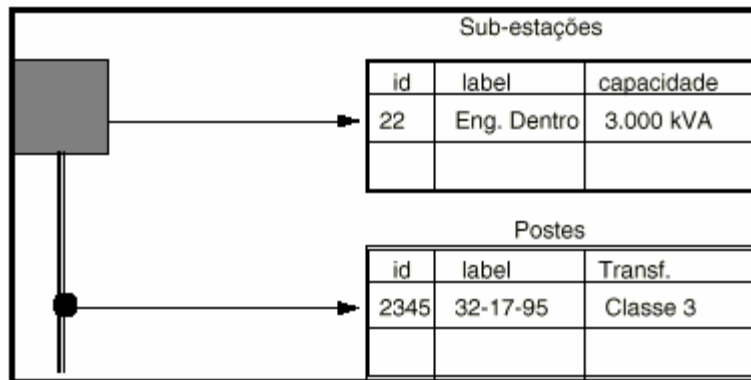 Sub-estações
id label capacidade
22 Eng. Dentro 3.000 kVA
Postes
id label Transf.
2345 32-17-95 Classe 3